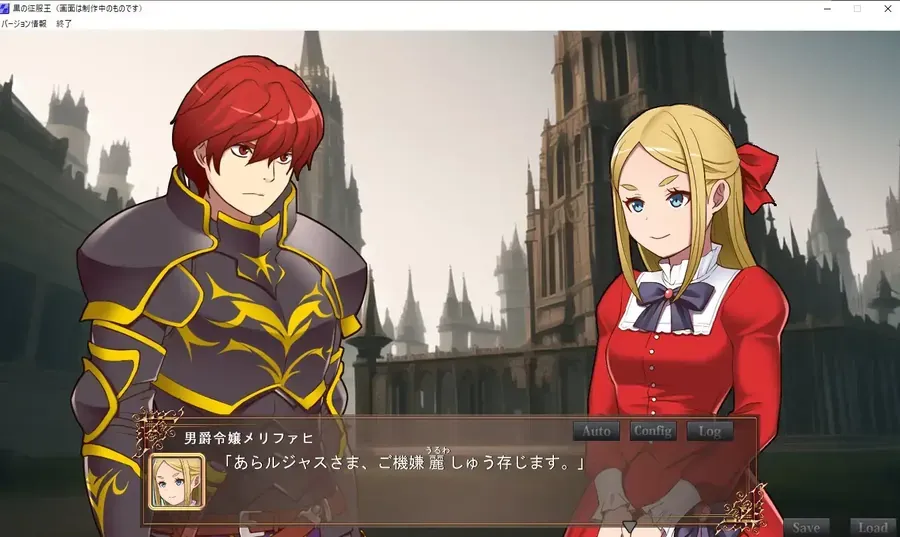 黒の征服王（画面は制作中のものです）
バージョン情報 終了
男爵令嬢メリファヒ
Auto Config Log
うるわ
「あらルジャスさま、ご機嫌麗しゅう存じます。」
Save Load